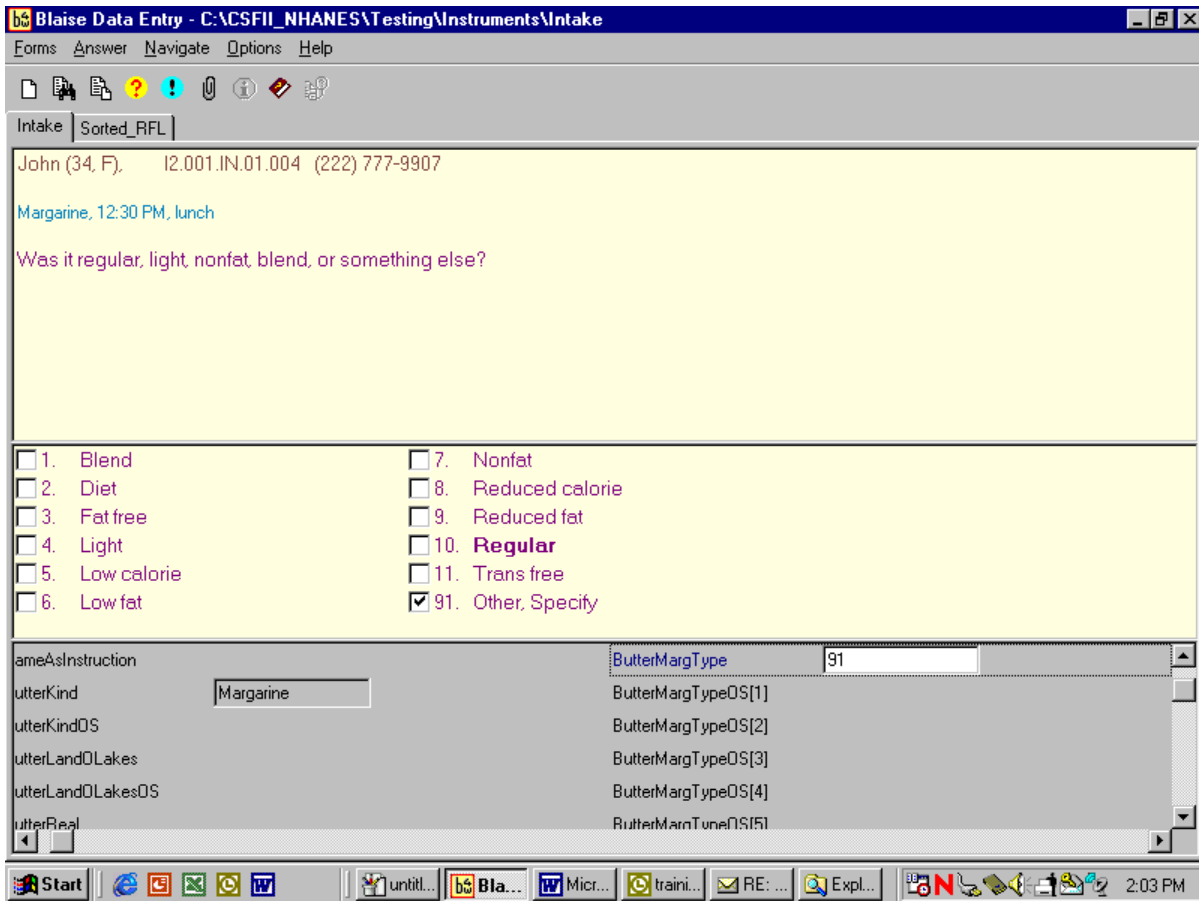 Blaise Data Entry - C:\CSFII_NHANES\Testing\Instruments\Intake
Forms Answer Navigate Options Help
Intake Sorted_RFL
John (34, F), I2.001.IN.01.004 (222) 777-9907
Margarine, 12:30 PM, lunch
Was it regular, light, nonfat, blend, or something else?
1. Blend 7. Nonfat
2. Diet 8. Reduced calorie
3. Fat free 9. Reduced fat
4. Light 10. Regular
5. Low calorie 11. Trans free
6. Low fat 91. Other, Specify
ameAsInstruction ButterMargType 91
utterKind Margarine ButterMargTypeOS[1]
utterKindOS ButterMargTypeOS[2]
utterLandOLakes ButterMargTypeOS[3]
utterLandOLakesOS ButterMargTypeOS[4]
utterReal ButterMargTypeOS[5]
Start untitl... Bla... Micr... traini... RE: ... Expl... 2:03 PM